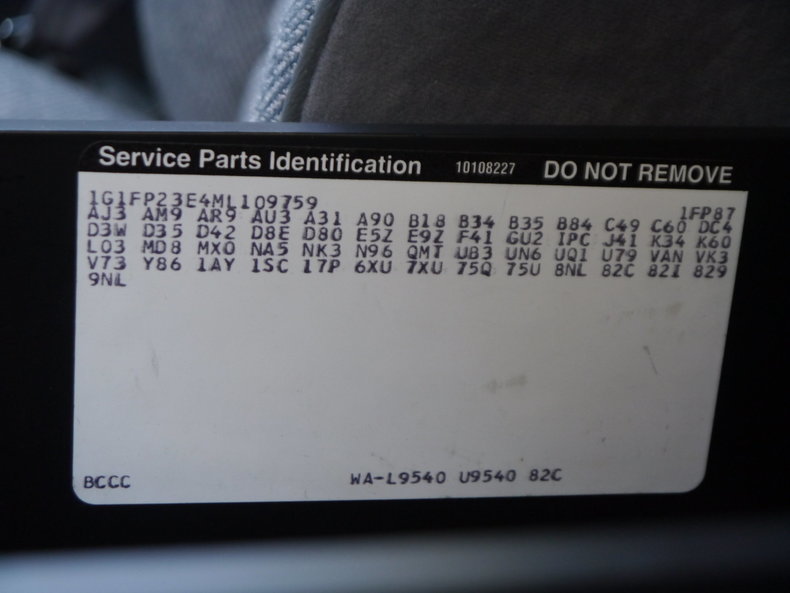 Service Parts Identification 10108227 DO NOT REMOVE
1G1FP23E4ML109759 1FP87
AJ3 AM9 AR9 AU3 A31 A90 B18 B34 B35 B84 C49 C60 DC4
D3W D35 D42 D8E D80 E5Z E9Z F41 GU2 IPC J41 K34 K60
L03 MD8 MX0 NA5 NK3 N96 QMT UB3 UN6 UQ1 U79 VAN VK3
V73 Y86 1AY 1SC 17P 6XU 7XU 75Q 75U 8NL 82C 82I 829
9NL
BCCC WA-L9540 U9540 82C